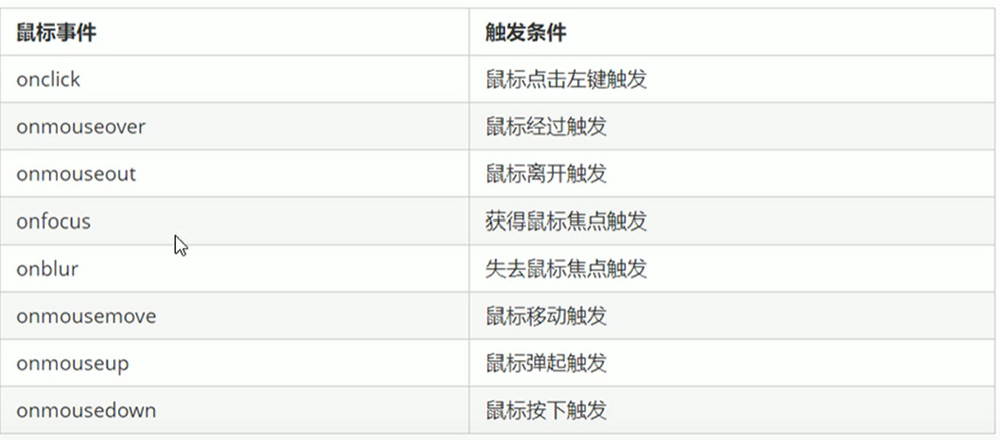 鼠标事件 触发条件
onclick 鼠标点击左键触发
onmouseover 鼠标经过触发
onmouseout 鼠标离开触发
onfocus 获得鼠标焦点触发
onblur 失去鼠标焦点触发
onmousemove 鼠标移动触发
onmouseup 鼠标弹起触发
onmousedown 鼠标按下触发